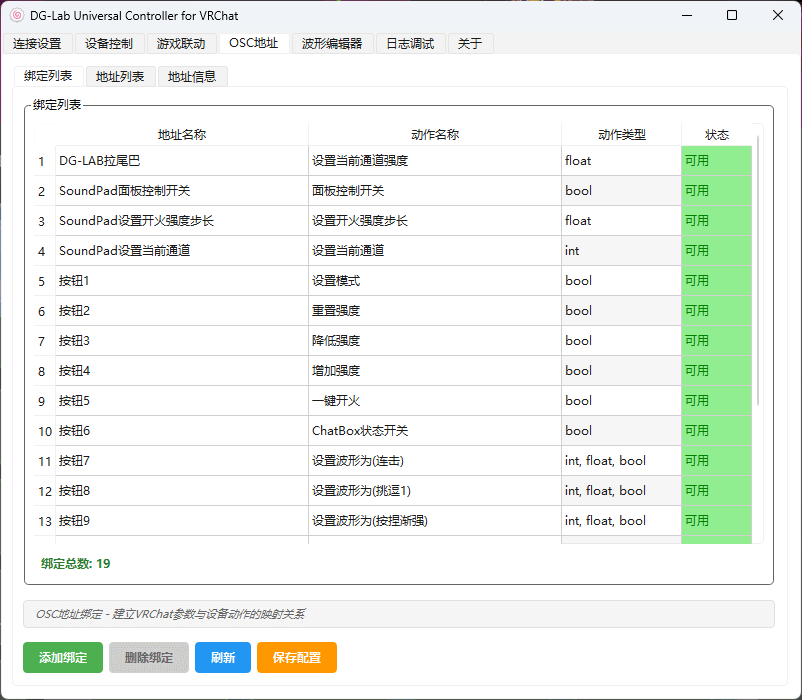 DG-Lab Universal Controller for VRChat
连接设置 设备控制 游戏联动 OSC地址 波形编辑器 日志调试 关于
绑定列表 地址列表 地址信息
绑定列表
地址名称 动作名称 动作类型 状态
1 DG-LAB拉尾巴 设置当前通道强度 float 可用
2 SoundPad面板控制开关 面板控制开关 bool 可用
3 SoundPad设置开火强度步长 设置开火强度步长 float 可用
4 SoundPad设置当前通道 设置当前通道 int 可用
5 按钮1 设置模式 bool 可用
6 按钮2 重置强度 bool 可用
7 按钮3 降低强度 bool 可用
8 按钮4 增加强度 bool 可用
9 按钮5 一键开火 bool 可用
10 按钮6 ChatBox状态开关 bool 可用
11 按钮7 设置波形为(连击) int, float, bool 可用
12 按钮8 设置波形为(挑逗1) int, float, bool 可用
13 按钮9 设置波形为(按捏渐强) int, float, bool 可用
绑定总数: 19
OSC地址绑定 - 建立VRChat参数与设备动作的映射关系
添加绑定 删除绑定 刷新 保存配置